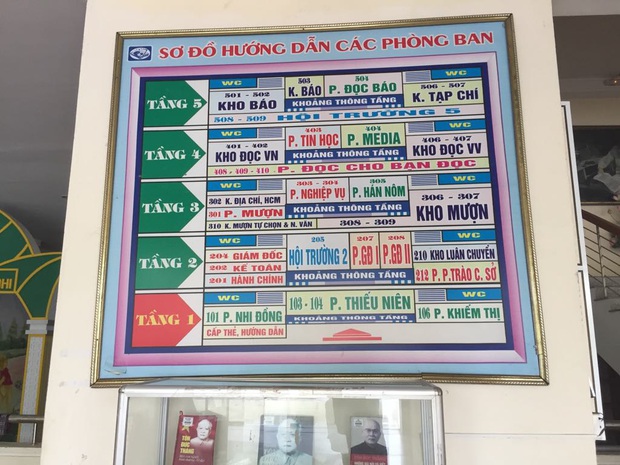 SƠ ĐỒ HƯỚNG DẪN CÁC PHÒNG BAN
TẦNG 5
WC
501 - 502
KHO BÁO
503
K. BÁO
504
P. ĐỌC BÁO
KHOẢNG THÔNG TẦNG
WC
506 - 507
K. TẠP CHÍ
508 - 509 HỘI TRƯỜNG 5
TẦNG 4
WC
401 - 402
KHO ĐỌC VN
403
P. TIN HỌC
404
P. MEDIA
KHOẢNG THÔNG TẦNG
WC
406 - 407
KHO ĐỌC VV
408 - 409 - 410 P. ĐỌC CHO BẠN ĐỌC
TẦNG 3
WC
302 K. ĐỊA CHÍ, HCM
301 P. MƯỢN
310 K. MƯỢN TỰ CHỌN & N. VĂN
303 - 304
P. NGHIỆP VỤ
305
P. HÁN NÔM
KHOẢNG THÔNG TẦNG
308 - 309
WC
306 - 307
KHO MƯỢN
TẦNG 2
WC
204 GIÁM ĐỐC
202 KẾ TOÁN
201 HÀNH CHÍNH
205
HỘI TRƯỜNG 2
207
P.GĐ I
208
P.GĐ II
KHOẢNG THÔNG TẦNG
WC
210 KHO LUÂN CHUYỂN
212 P. P.TRÀO C. SỞ
TẦNG 1
WC
101 P. NHI ĐỒNG
CẤP THẺ, HƯỚNG DẪN
103 - 104 P. THIẾU NIÊN
KHOẢNG THÔNG TẦNG
WC
106 P. KHIẾM THỊ
NHI
TÔN
ĐỨC
THẮNG